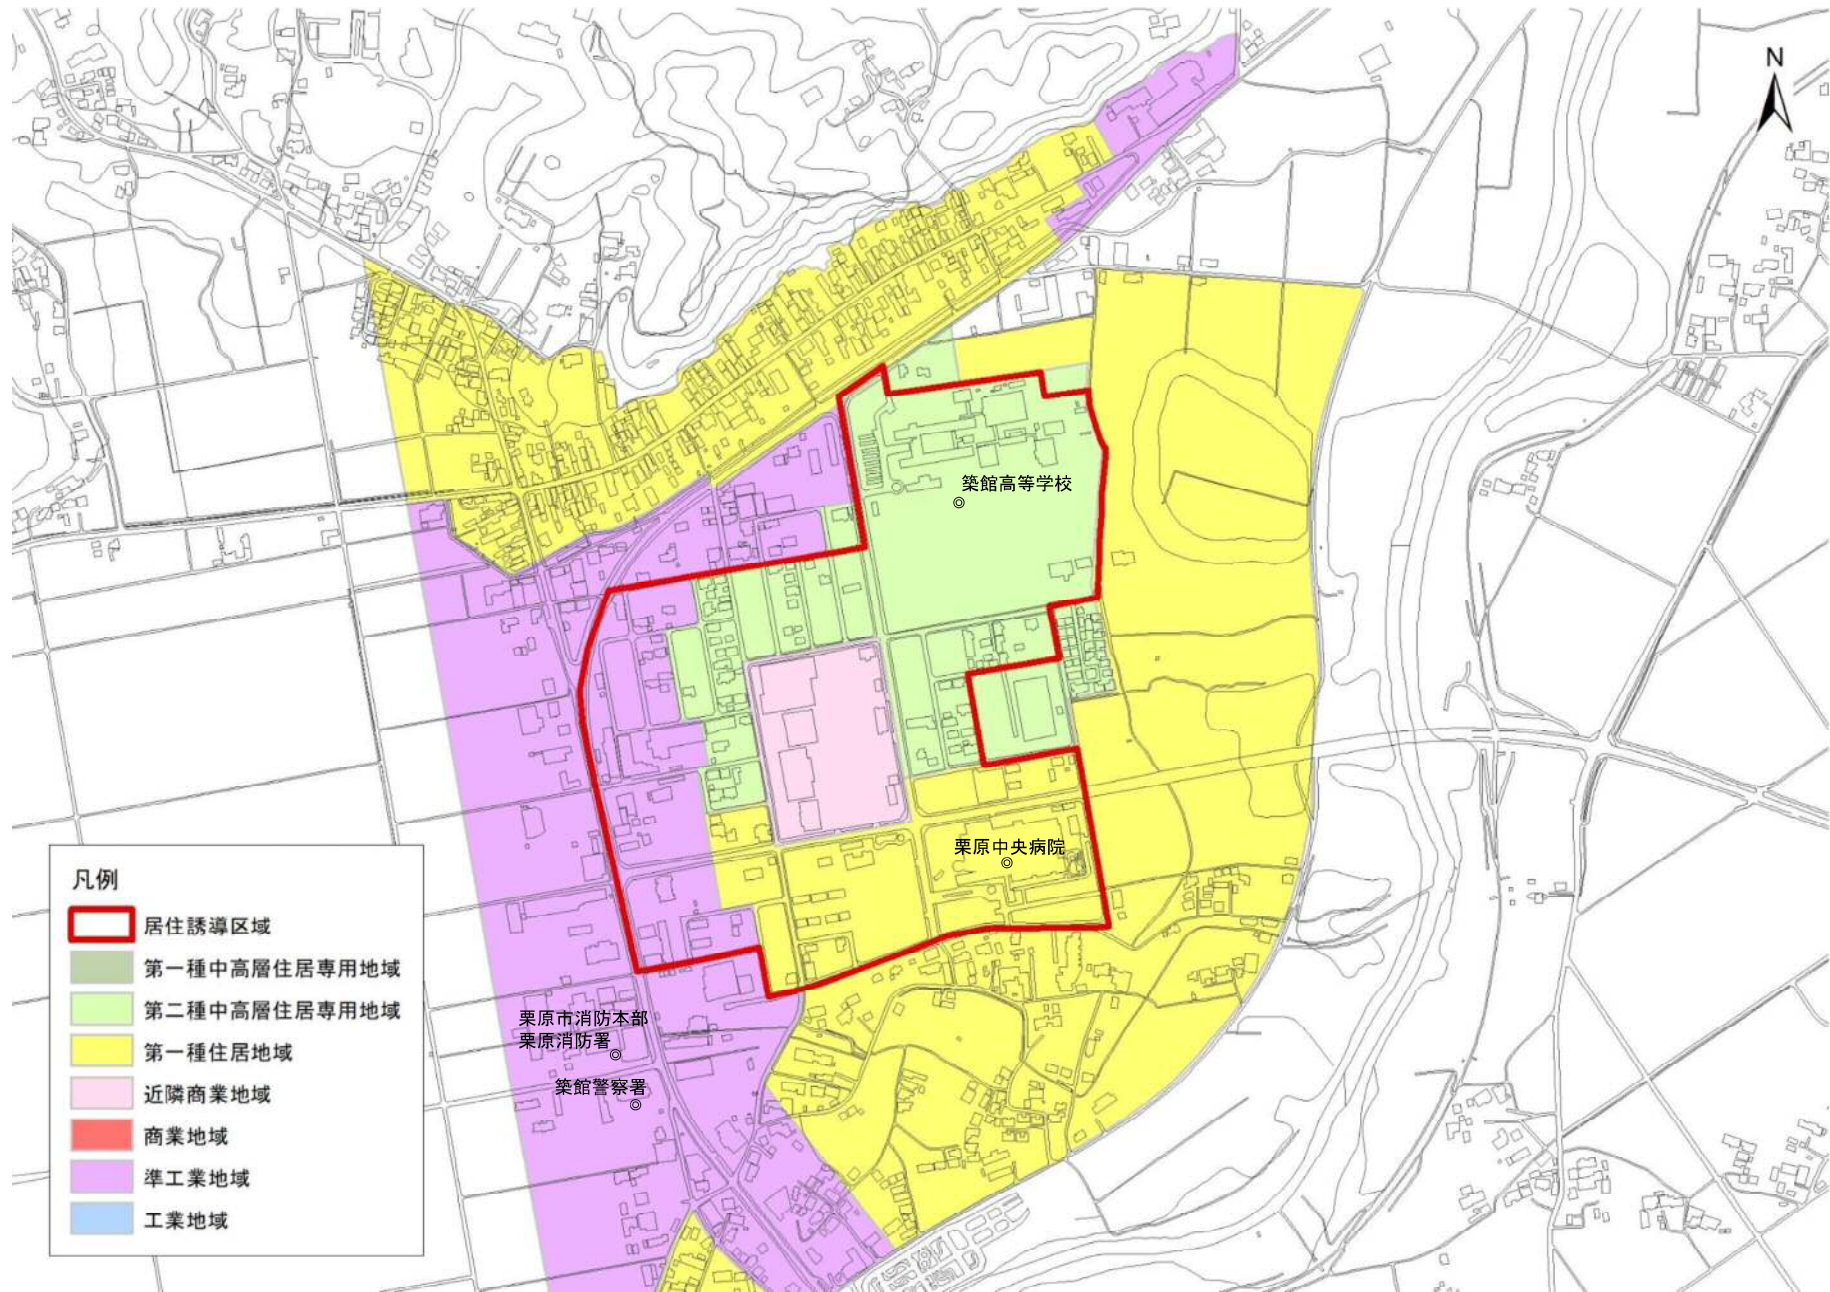 N
築館高等学校
栗原中央病院
栗原市消防本部
栗原消防署
築館警察署
凡例
居住誘導区域
第一種中高層住居専用地域
第二種中高層住居専用地域
第一種住居地域
近隣商業地域
商業地域
準工業地域
工業地域